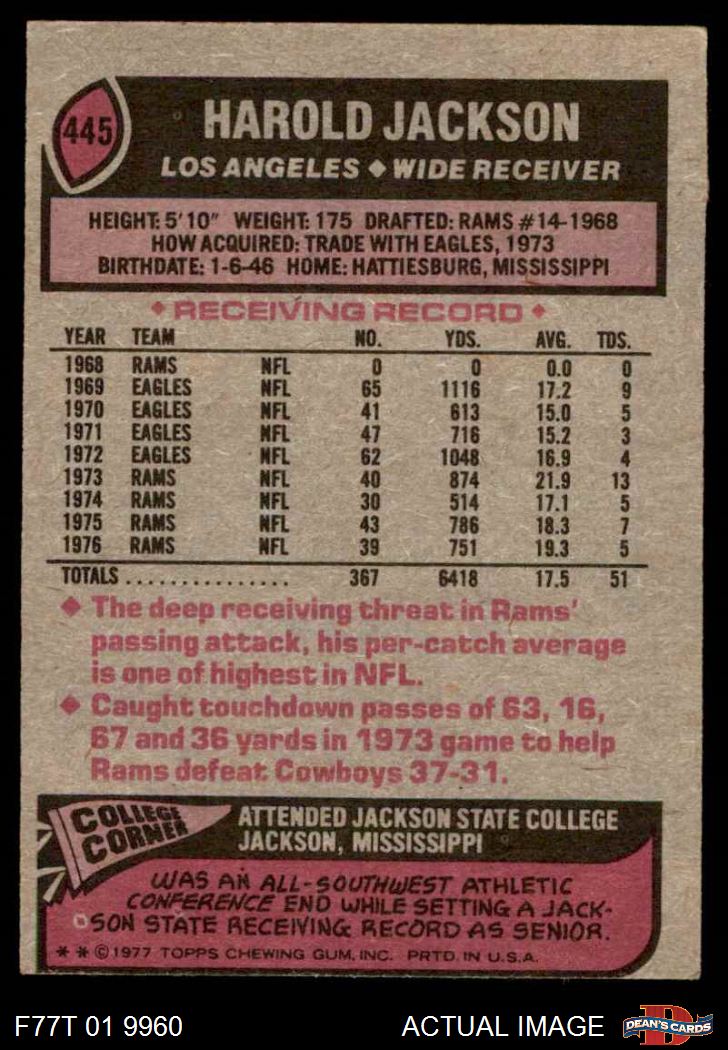 445
HAROLD JACKSON
LOS ANGELES ◆ WIDE RECEIVER
HEIGHT: 5'10" WEIGHT: 175 DRAFTED: RAMS #14-1968
HOW ACQUIRED: TRADE WITH EAGLES, 1973
BIRTHDATE: 1-6-46 HOME: HATTIESBURG, MISSISSIPPI
◆ RECEIVING RECORD ◆
YEAR TEAM NO. YDS. AVG. TDS.
1968 RAMS NFL 0 0 0.0 0
1969 EAGLES NFL 65 1116 17.2 9
1970 EAGLES NFL 41 613 15.0 5
1971 EAGLES NFL 47 716 15.2 3
1972 EAGLES NFL 62 1048 16.9 4
1973 RAMS NFL 40 874 21.9 13
1974 RAMS NFL 30 514 17.1 5
1975 RAMS NFL 43 786 18.3 7
1976 RAMS NFL 39 751 19.3 5
TOTALS............... 367 6418 17.5 51
◆ The deep receiving threat in Rams'
passing attack, his per-catch average
is one of highest in NFL.
◆ Caught touchdown passes of 63, 16,
67 and 36 yards in 1973 game to help
Rams defeat Cowboys 37-31.
COLLEGE
CORNER
ATTENDED JACKSON STATE COLLEGE
JACKSON, MISSISSIPPI
WAS AN ALL-SOUTHWEST ATHLETIC
CONFERENCE END WHILE SETTING A JACK-
SON STATE RECEIVING RECORD AS SENIOR.
* * © 1977 TOPPS CHEWING GUM, INC. PRTD. IN U.S.A.
F77T 01 9960
ACTUAL IMAGE
D
DEAN'S CARDS